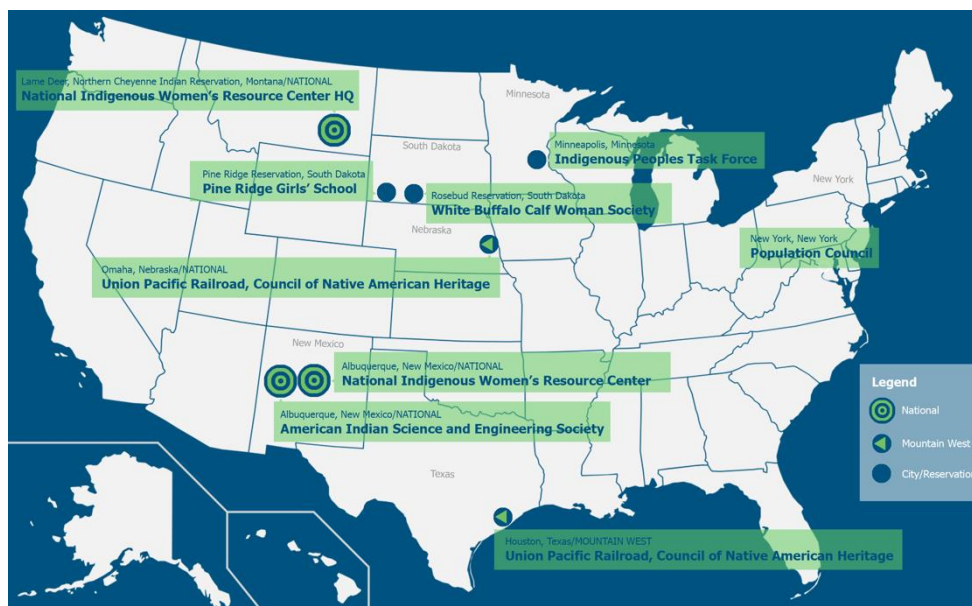 Minnesota
Lame Deer, Northern Cheyenne Indian Reservation, Montana/NATIONAL
National Indigenous Women's Resource Center HQ
South Dakota
Minneapolis, Minnesota
Indigenous Peoples Task Force
Pine Ridge Reservation, South Dakota
Pine Ridge Girls' School
New York
Rosebud Reservation, South Dakota
White Buffalo Calf Woman Society
Nebraska
New York, New York
Population Council
Omaha, Nebraska/NATIONAL
Union Pacific Railroad, Council of Native American Heritage
New Mexico
Albuquerque, New Mexico/NATIONAL
National Indigenous Women's Resource Center
Albuquerque, New Mexico/NATIONAL
American Indian Science and Engineering Society
Legend
National
Mountain West
City/Reservation
Texas
Houston, Texas/MOUNTAIN WEST
Union Pacific Railroad, Council of Native American Heritage